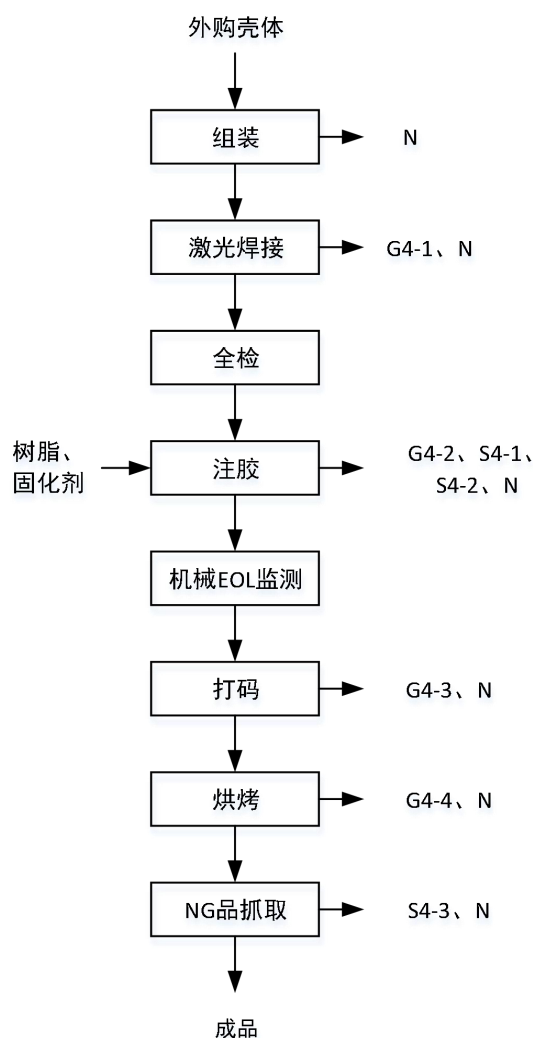 外购壳体
组装
N
激光焊接
G4-1、N
全检
树脂、
固化剂
注胶
G4-2、S4-1、
S4-2、N
机械EOL监测
打码
G4-3、N
烘烤
G4-4、N
NG品抓取
S4-3、N
成品